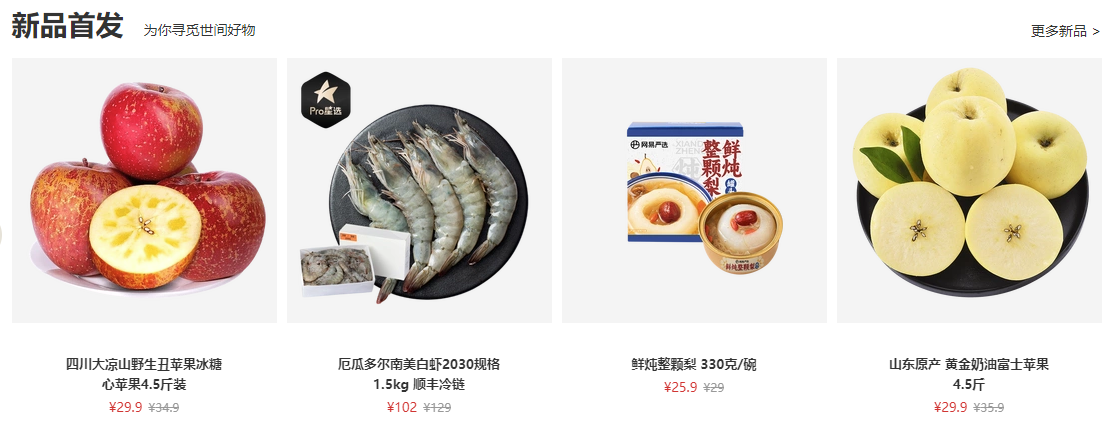 新品首发 为你寻觅世间好物
更多新品 >
Pro星选
网易严选
鲜炖
整颗梨
鲜炖整颗梨
四川大凉山野生丑苹果冰糖
心苹果4.5斤装
¥29.9 ¥34.9
厄瓜多尔南美白虾2030规格
1.5kg 顺丰冷链
¥102 ¥129
鲜炖整颗梨 330克/碗
¥25.9 ¥29
山东原产 黄金奶油富士苹果
4.5斤
¥29.9 ¥35.9